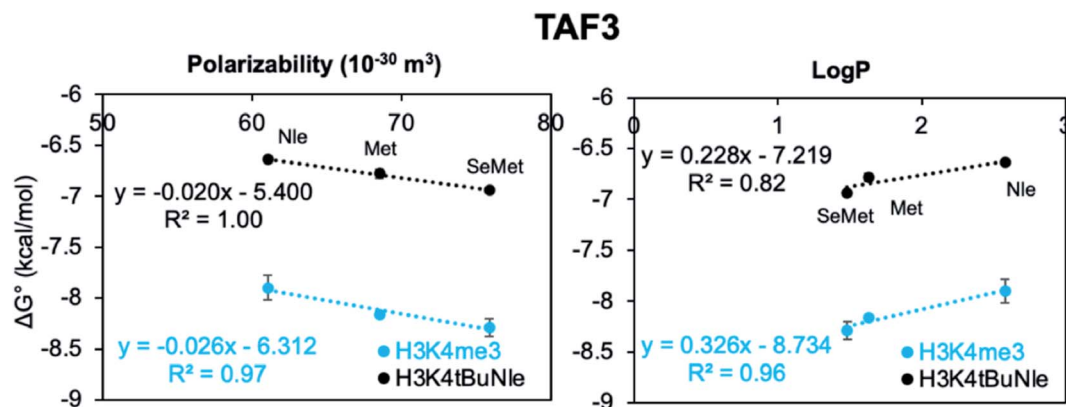 TAF3
Polarizability (10⁻³⁰ m³)
-6
50
60
70
80
Nle
Met
SeMet
-6.5
y = -0.020x - 5.400
R² = 1.00
-7
-7.5
-8
y = -0.026x - 6.312
R² = 0.97
-8.5
-9
H3K4me3
H3K4tBuNle
ΔG° (kcal/mol)
LogP
-6
0
1
2
3
-6.5
y = 0.228x - 7.219
R² = 0.82
SeMet
Met
Nle
-7
-7.5
-8
y = 0.326x - 8.734
R² = 0.96
-8.5
-9
H3K4me3
H3K4tBuNle